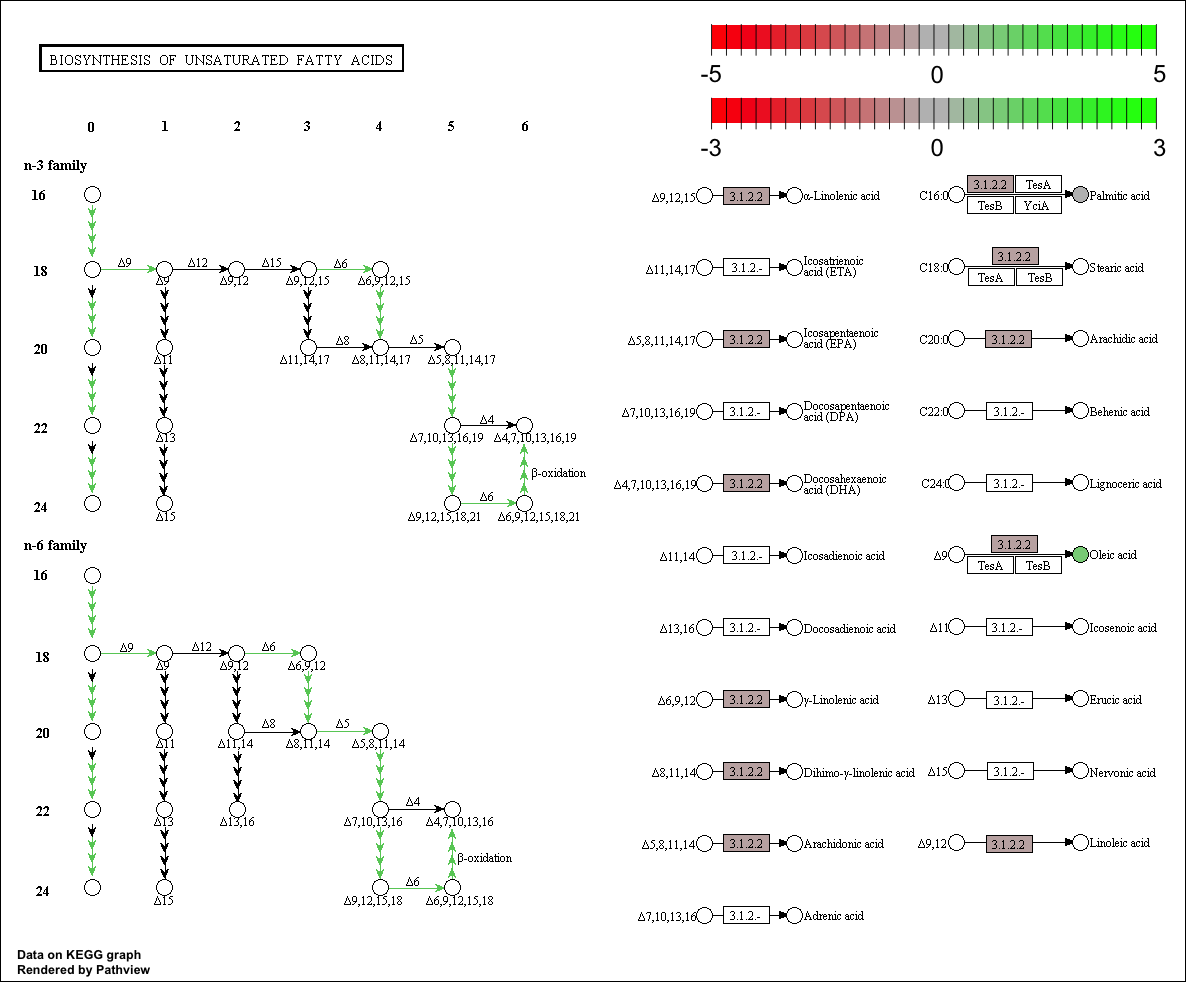 BIOSYNTHESIS OF UNSATURATED FATTY ACIDS
-5 0 5
-3 0 3
0 1 2 3 4 5 6
n-3 family
16
18
Δ9 Δ12 Δ15 Δ6
Δ9 Δ9,12 Δ9,12,15 Δ6,9,12,15
20
Δ8 Δ5
Δ11 Δ11,14,17 Δ8,11,14,17 Δ5,8,11,14,17
22
Δ4
Δ13 Δ7,10,13,16,19 Δ4,7,10,13,16,19
β-oxidation
24
Δ6
Δ15 Δ9,12,15,18,21 Δ6,9,12,15,18,21
n-6 family
16
18
Δ9 Δ12 Δ6
Δ9 Δ9,12 Δ6,9,12
20
Δ8 Δ5
Δ11 Δ11,14 Δ8,11,14 Δ5,8,11,14
22
Δ4
Δ13 Δ13,16 Δ7,10,13,16 Δ4,7,10,13,16
β-oxidation
24
Δ6
Δ15 Δ9,12,15,18 Δ6,9,12,15,18
Δ9,12,15 3.1.2.2 α-Linolenic acid
Δ11,14,17 3.1.2.- Icosatrienoic
acid (ETA)
Δ5,8,11,14,17 3.1.2.2 Icosapentaenoic
acid (EPA)
Δ7,10,13,16,19 3.1.2.- Docosapentaenoic
acid (DPA)
Δ4,7,10,13,16,19 3.1.2.2 Docosahexaenoic
acid (DHA)
Δ11,14 3.1.2.- Icosadienoic acid
Δ13,16 3.1.2.- Docosadienoic acid
Δ6,9,12 3.1.2.2 γ-Linolenic acid
Δ8,11,14 3.1.2.2 Dihimo-γ-linolenic acid
Δ5,8,11,14 3.1.2.2 Arachidonic acid
Δ7,10,13,16 3.1.2.- Adrenic acid
3.1.2.2 TesA
C16:0 Palmitic acid
TesB YciA
3.1.2.2
C18:0 Stearic acid
TesA TesB
C20:0 3.1.2.2 Arachidic acid
C22:0 3.1.2.- Behenic acid
C24:0 3.1.2.- Lignoceric acid
3.1.2.2
Δ9 Oleic acid
TesA TesB
Δ11 3.1.2.- Icosenoic acid
Δ13 3.1.2.- Erucic acid
Δ15 3.1.2.- Nervonic acid
Δ9,12 3.1.2.2 Linoleic acid
Data on KEGG graph
Rendered by Pathview